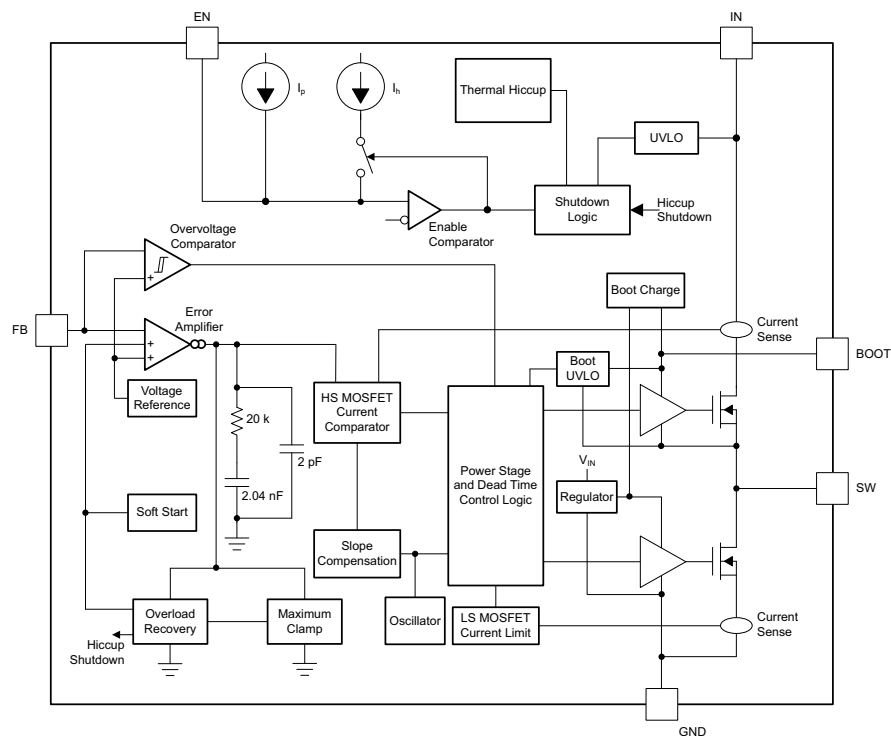 EN
IN
Ip
Ih
Thermal Hiccup
UVLO
Shutdown
Logic
Hiccup
Shutdown
Enable
Comparator
Overvoltage
Comparator
+
Boot Charge
FB
Error
Amplifier
+
+
Current
Sense
BOOT
Voltage
Reference
HS MOSFET
Current
Comparator
Boot
UVLO
20 k
2 pF
2.04 nF
Power Stage
and Dead Time
Control Logic
VIN
Regulator
SW
Soft Start
Slope
Compensation
Overload
Recovery
Maximum
Clamp
Oscillator
LS MOSFET
Current Limit
Current
Sense
Hiccup
Shutdown
GND